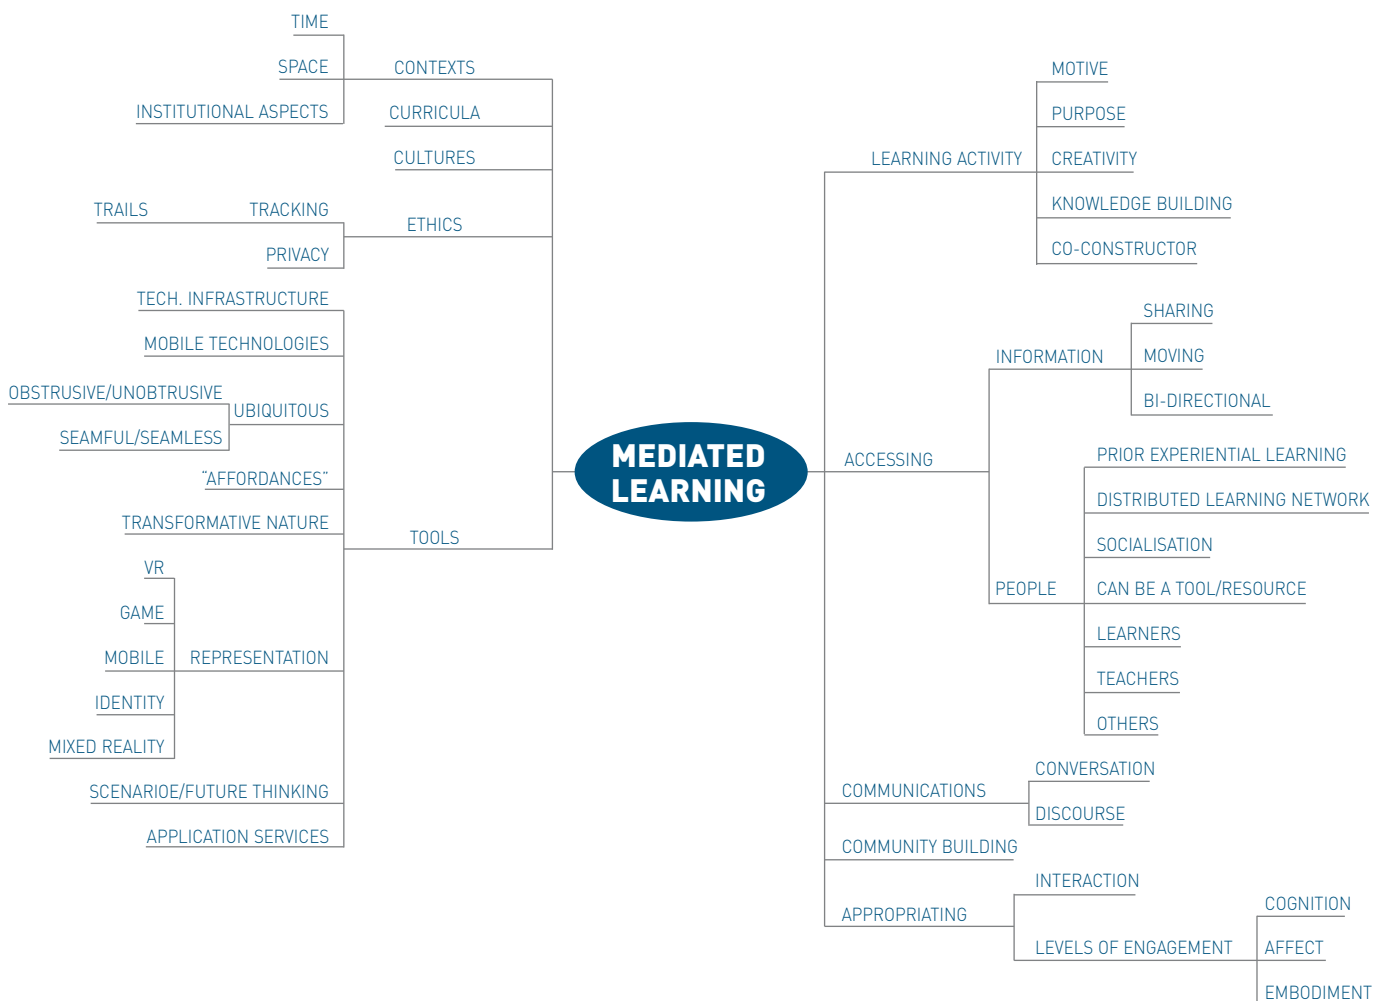 TIME
SPACE
CONTEXTS
INSTITUTIONAL ASPECTS
CURRICULA
CULTURES
TRAILS
TRACKING
ETHICS
PRIVACY
TECH. INFRASTRUCTURE
MOBILE TECHNOLOGIES
OBSTRUSIVE/UNOBTRUSIVE
UBIQUITOUS
SEAMFUL/SEAMLESS
"AFFORDANCES"
TRANSFORMATIVE NATURE
TOOLS
VR
GAME
MOBILE
REPRESENTATION
IDENTITY
MIXED REALITY
SCENARIOE/FUTURE THINKING
APPLICATION SERVICES
MEDIATED
LEARNING
MOTIVE
PURPOSE
LEARNING ACTIVITY
CREATIVITY
KNOWLEDGE BUILDING
CO-CONSTRUCTOR
SHARING
INFORMATION
MOVING
BI-DIRECTIONAL
ACCESSING
PRIOR EXPERIENTIAL LEARNING
DISTRIBUTED LEARNING NETWORK
SOCIALISATION
PEOPLE
CAN BE A TOOL/RESOURCE
LEARNERS
TEACHERS
OTHERS
CONVERSATION
COMMUNICATIONS
DISCOURSE
COMMUNITY BUILDING
INTERACTION
APPROPRIATING
COGNITION
LEVELS OF ENGAGEMENT
AFFECT
EMBODIMENT